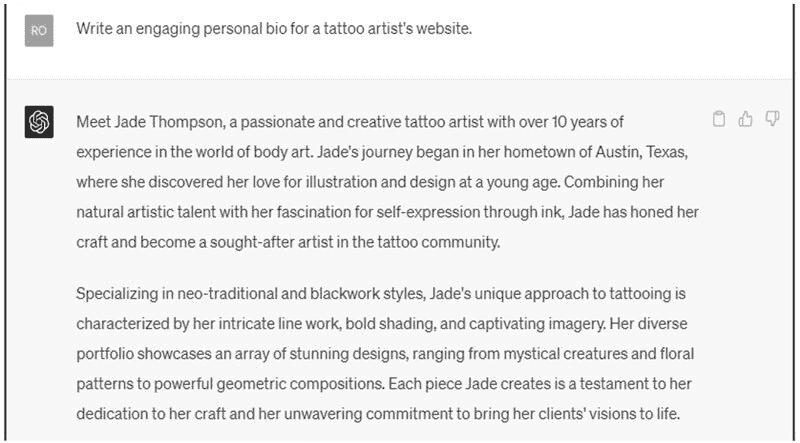 RO
Write an engaging personal bio for a tattoo artist's website.
Meet Jade Thompson, a passionate and creative tattoo artist with over 10 years of
experience in the world of body art. Jade's journey began in her hometown of Austin, Texas,
where she discovered her love for illustration and design at a young age. Combining her
natural artistic talent with her fascination for self-expression through ink, Jade has honed her
craft and become a sought-after artist in the tattoo community.
Specializing in neo-traditional and blackwork styles, Jade's unique approach to tattooing is
characterized by her intricate line work, bold shading, and captivating imagery. Her diverse
portfolio showcases an array of stunning designs, ranging from mystical creatures and floral
patterns to powerful geometric compositions. Each piece Jade creates is a testament to her
dedication to her craft and her unwavering commitment to bring her clients' visions to life.